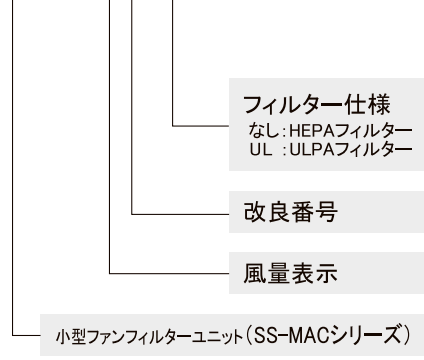 フィルター仕様
なし：HEPAフィルター
UL ：ULPAフィルター
改良番号
風量表示
小型ファンフィルターユニット（SS-MACシリーズ）